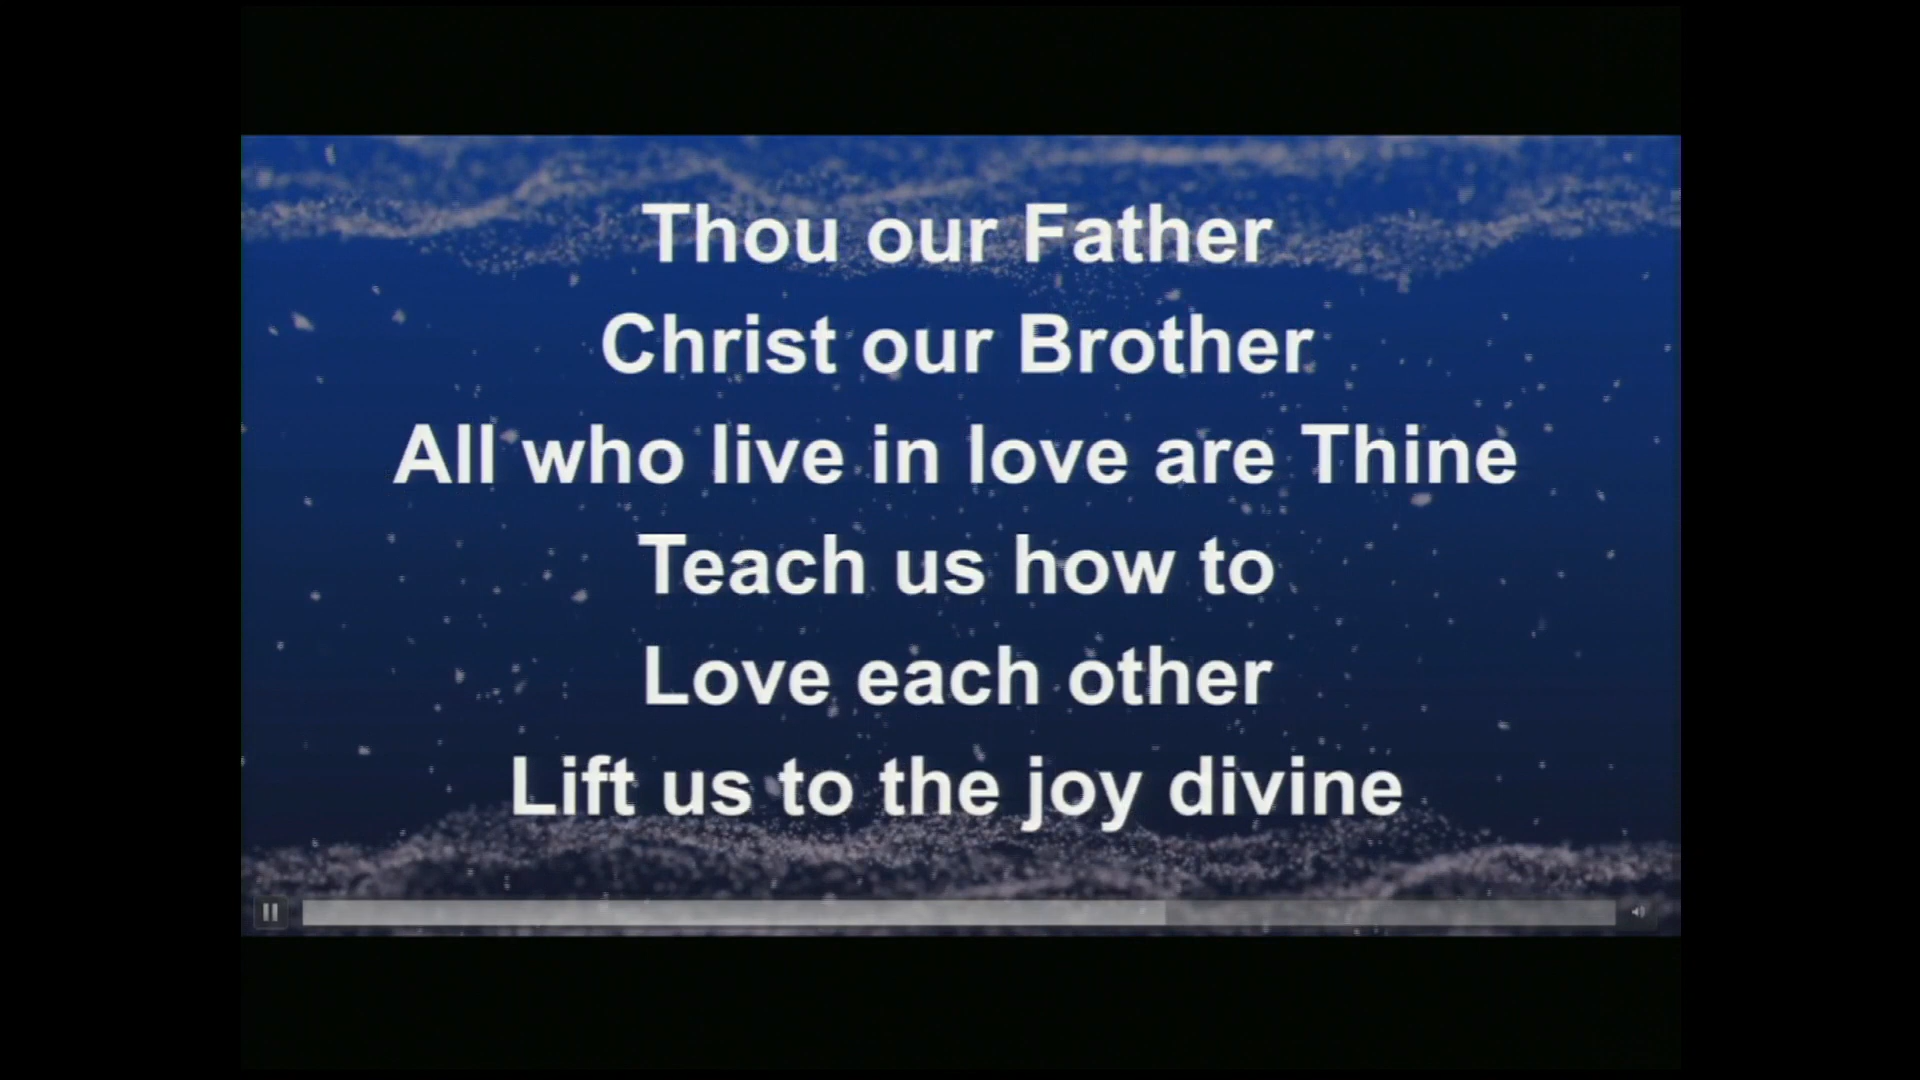 Thou our Father
Christ our Brother
All who live in love are Thine
Teach us how to
Love each other
Lift us to the joy divine